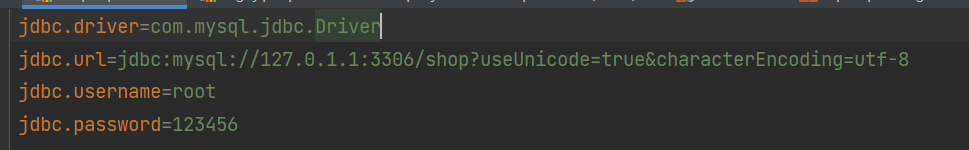 jdbc.driver=com.mysql.jdbc.Driver
jdbc.url=jdbc:mysql://127.0.1.1:3306/shop?useUnicode=true&characterEncoding=utf-8
jdbc.username=root
jdbc.password=123456